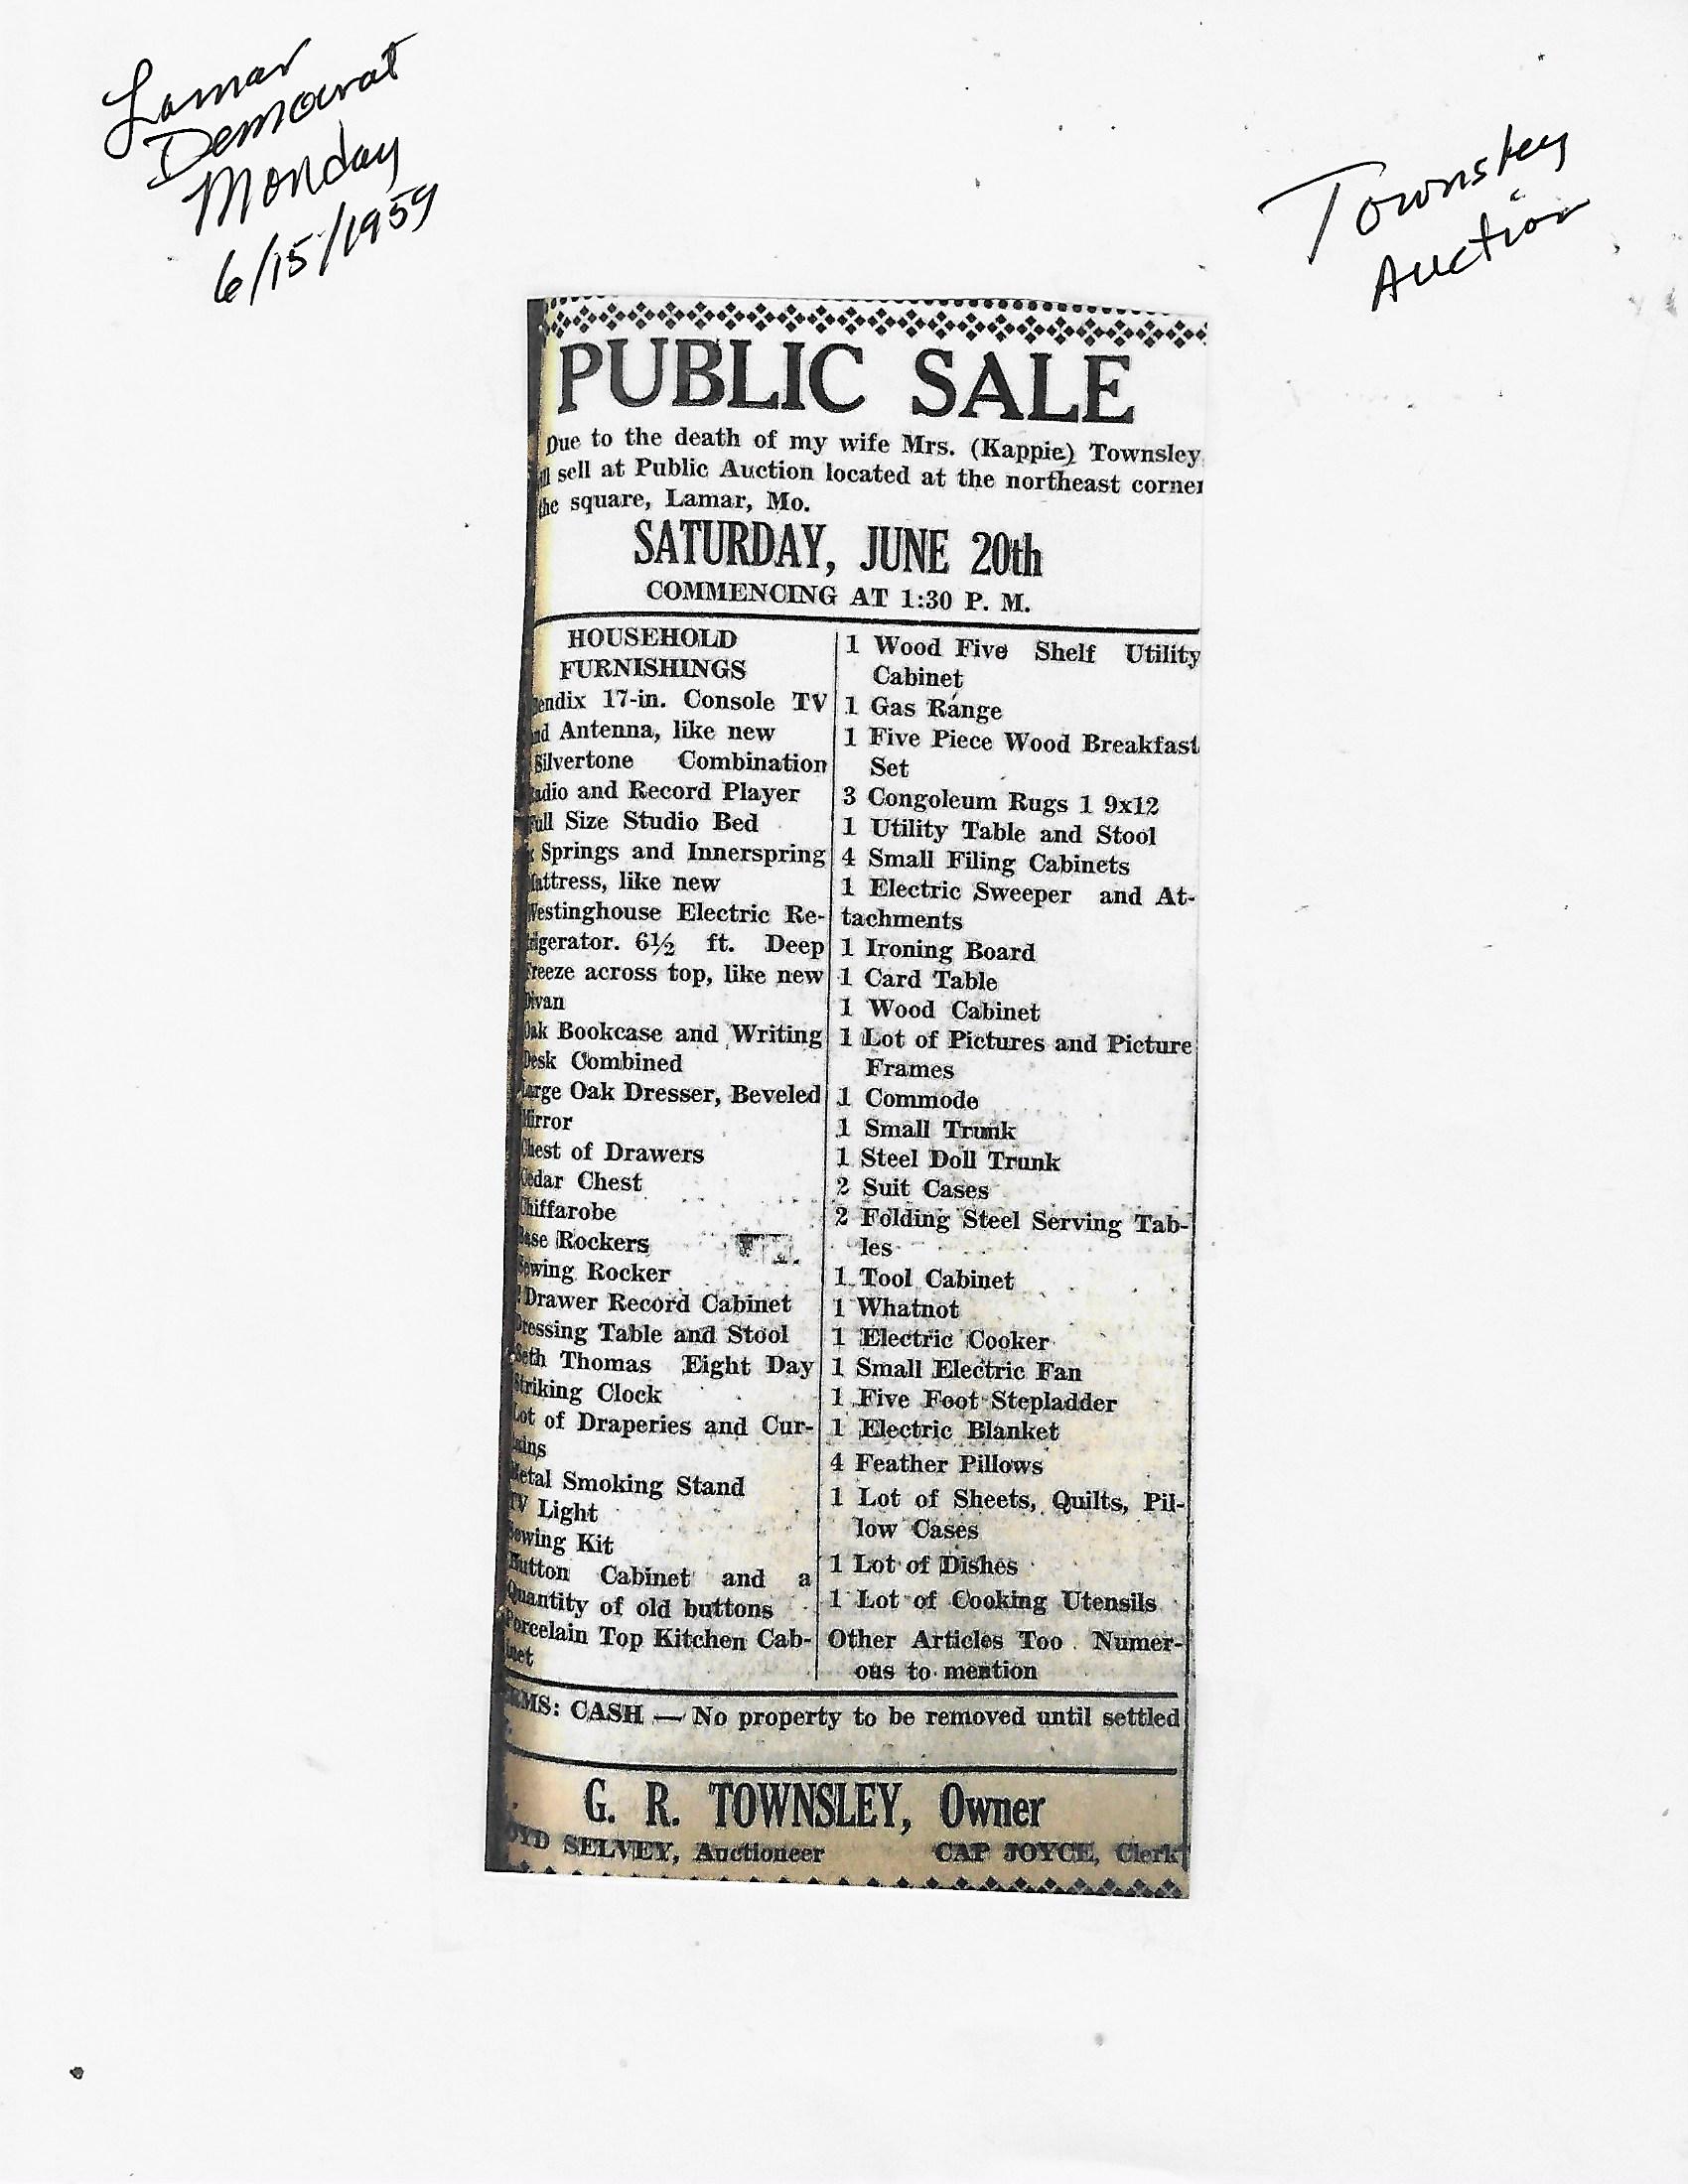 Lamar
Democrat
Monday
6/15/1959
Townsley
Auction
PUBLIC SALE
Due to the death of my wife Mrs. (Kappie) Townsley
sell at Public Auction located at the northeast corner
the square, Lamar, Mo.
SATURDAY, JUNE 20th
COMMENCING AT 1:30 P. M.
HOUSEHOLD
FURNISHINGS
endix 17-in. Console TV
nd Antenna, like new
Silvertone Combination
adio and Record Player
Full Size Studio Bed
x Springs and Innerspring
Mattress, like new
Westinghouse Electric Re-
frigerator. 6½ ft. Deep
Freeze across top, like new
Divan
Oak Bookcase and Writing
Desk Combined
Large Oak Dresser, Beveled
Mirror
Chest of Drawers
Cedar Chest
Chiffarobe
ase Rockers
Sewing Rocker
Drawer Record Cabinet
Dressing Table and Stool
Seth Thomas Eight Day
Striking Clock
Lot of Draperies and Cur-
tains
Metal Smoking Stand
TV Light
Sewing Kit
Button Cabinet and a
Quantity of old buttons
Porcelain Top Kitchen Cab-
inet
1 Wood Five Shelf Utility
Cabinet
1 Gas Range
1 Five Piece Wood Breakfast
Set
3 Congoleum Rugs 1 9x12
1 Utility Table and Stool
4 Small Filing Cabinets
1 Electric Sweeper and At-
tachments
1 Ironing Board
1 Card Table
1 Wood Cabinet
1 Lot of Pictures and Picture
Frames
1 Commode
1 Small Trunk
1 Steel Doll Trunk
2 Suit Cases
2 Folding Steel Serving Tab-
les
1 Tool Cabinet
1 Whatnot
1 Electric Cooker
1 Small Electric Fan
1 Five Foot Stepladder
1 Electric Blanket
4 Feather Pillows
1 Lot of Sheets, Quilts, Pil-
low Cases
1 Lot of Dishes
1 Lot of Cooking Utensils
Other Articles Too Numer-
ous to mention
RMS: CASH — No property to be removed until settled
G. R. TOWNSLEY, Owner
OYD SELVEY, Auctioneer CAP JOYCE, Clerk